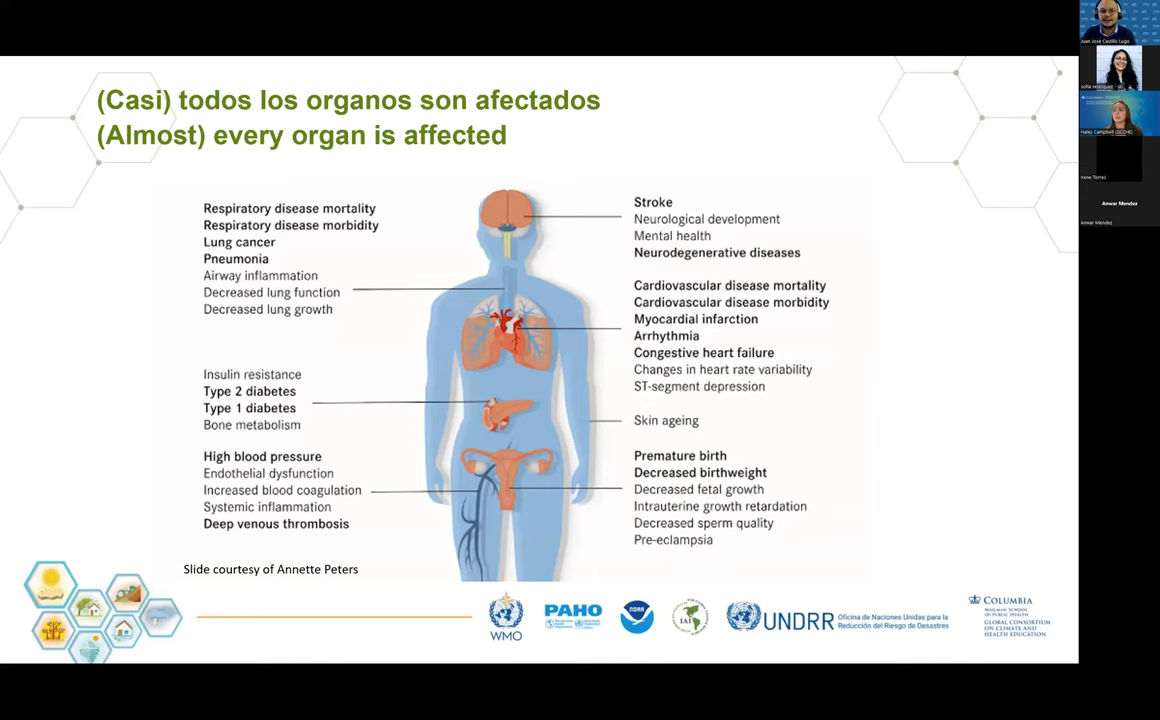 (Casi) todos los organos son afectados
(Almost) every organ is affected
Respiratory disease mortality
Respiratory disease morbidity
Lung cancer
Pneumonia
Airway inflammation
Decreased lung function
Decreased lung growth
Insulin resistance
Type 2 diabetes
Type 1 diabetes
Bone metabolism
High blood pressure
Endothelial dysfunction
Increased blood coagulation
Systemic inflammation
Deep venous thrombosis
Stroke
Neurological development
Mental health
Neurodegenerative diseases
Cardiovascular disease mortality
Cardiovascular disease morbidity
Myocardial infarction
Arrhythmia
Congestive heart failure
Changes in heart rate variability
ST-segment depression
Skin ageing
Premature birth
Decreased birthweight
Decreased fetal growth
Intrauterine growth retardation
Decreased sperm quality
Pre-eclampsia
Slide courtesy of Annette Peters
WMO
PAHO
NOAA
IAI
UNDRR
Oficina de Naciones Unidas para la
Reducción del Riesgo de Desastres
COLUMBIA
MAILMAN SCHOOL
OF PUBLIC HEALTH
GLOBAL CONSORTIUM
ON CLIMATE AND
HEALTH EDUCATION
Juan José Castillo Lugo
Haley Campbell (GCCHE)
Irene Torres
Anwar Mendez
Anwar Mendez